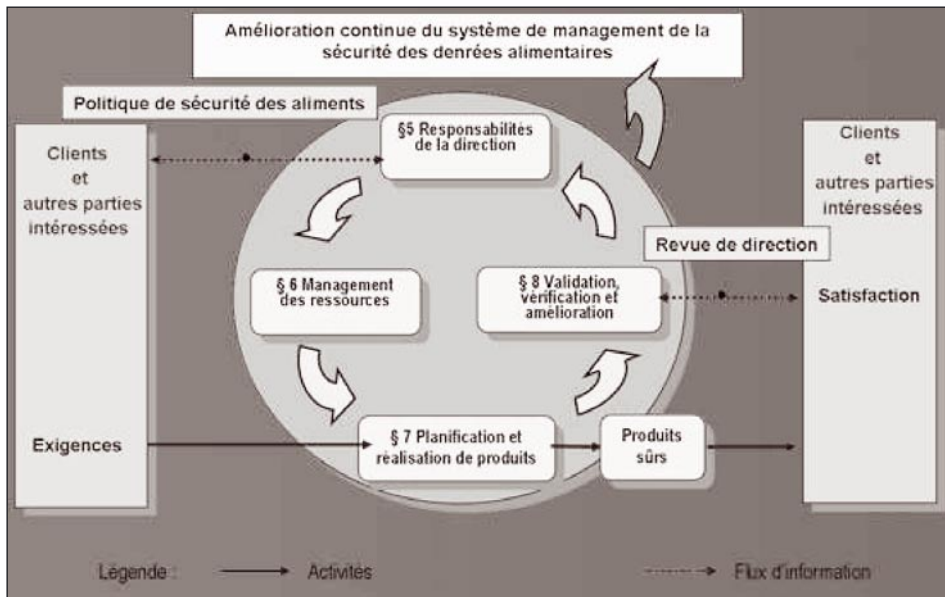 Amélioration continue du système de management de la
sécurité des denrées alimentaires
Politique de sécurité des aliments
§5 Responsabilités
de la direction
Clients
et
autres parties
intéressées
Clients
et
autres parties
intéressées
Revue de direction
§ 6 Management
des ressources
§ 8 Validation,
vérification et
amélioration
Satisfaction
Exigences
§ 7 Planification et
réalisation de produits
Produits
sûrs
Légende :
Activités
Flux d'information